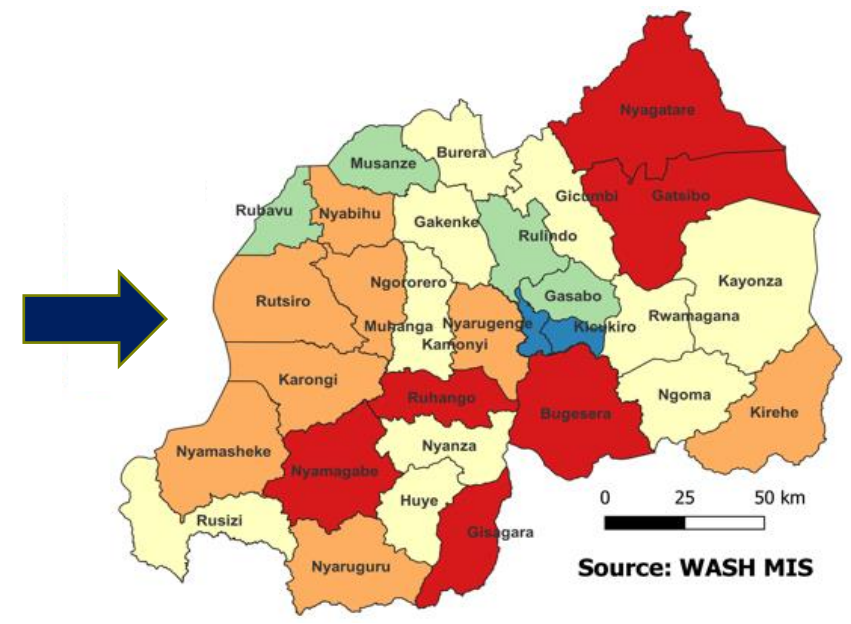 Nyagatare
Burera
Musanze
Gicumbi
Gatsibo
Rubavu
Nyabihu
Gakenke
Rulindo
Ngororero
Kayonza
Rutsiro
Gasabo
Rwamagana
Muhanga
Nyarugenge
Kicukiro
Kamonyi
Karongi
Ruhango
Ngoma
Bugesera
Kirehe
Nyamasheke
Nyanza
Nyamagabe
Huye
0 25 50 km
Rusizi
Gisagara
Nyaruguru
Source: WASH MIS